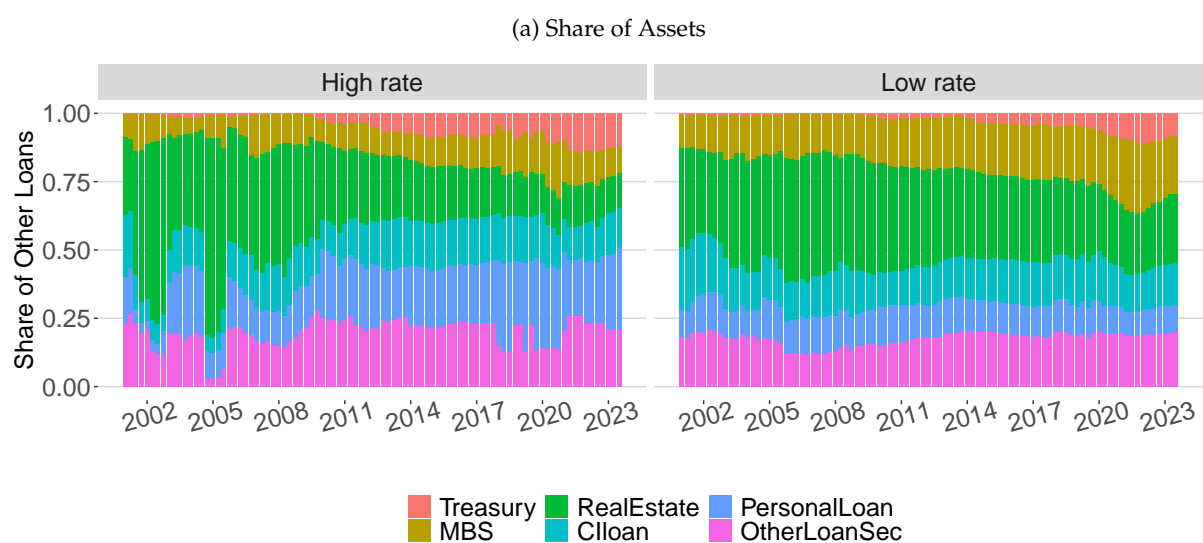 (a) Share of Assets
High rate
Low rate
Share of Other Loans
1.00
0.75
0.50
0.25
0.00
2002 2005 2008 2011 2014 2017 2020 2023
2002 2005 2008 2011 2014 2017 2020 2023
Treasury RealEstate PersonalLoan
MBS CIloan OtherLoanSec